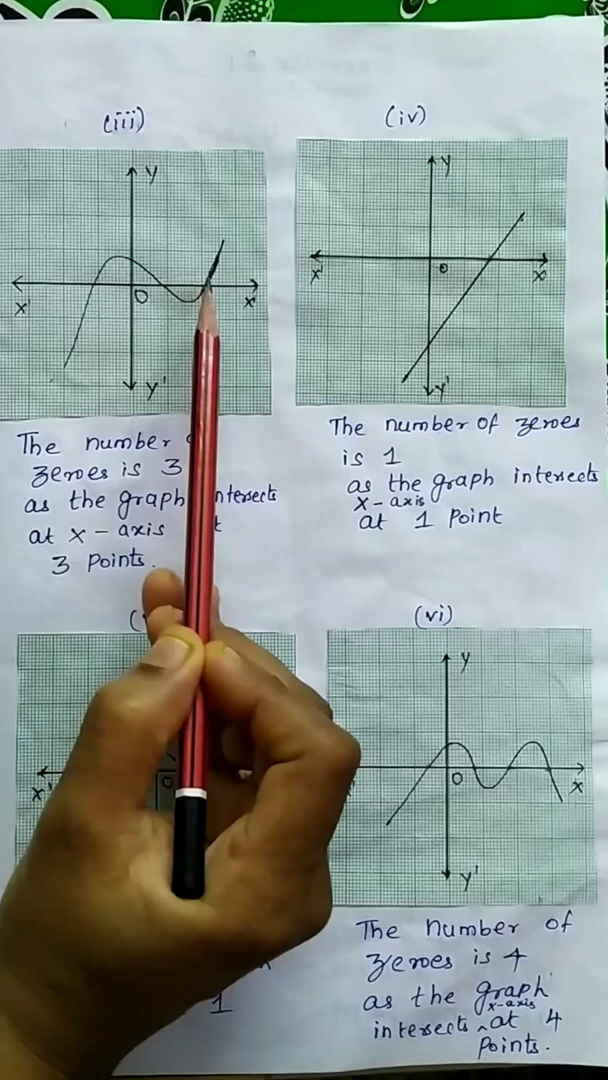 (iii)
Y
X'
O
X
Y'
The number
zeroes is 3
as the graph intersects
at x - axis
3 points.
(iv)
Y
X'
O
X
Y'
The number of zeroes
is 1
as the graph intersects
x-axis
at 1 Point
X'
O
1
(vi)
Y
O
X
Y'
The number of
zeroes is 4
as the graph
x-axis
intersects ^ at 4
Points.